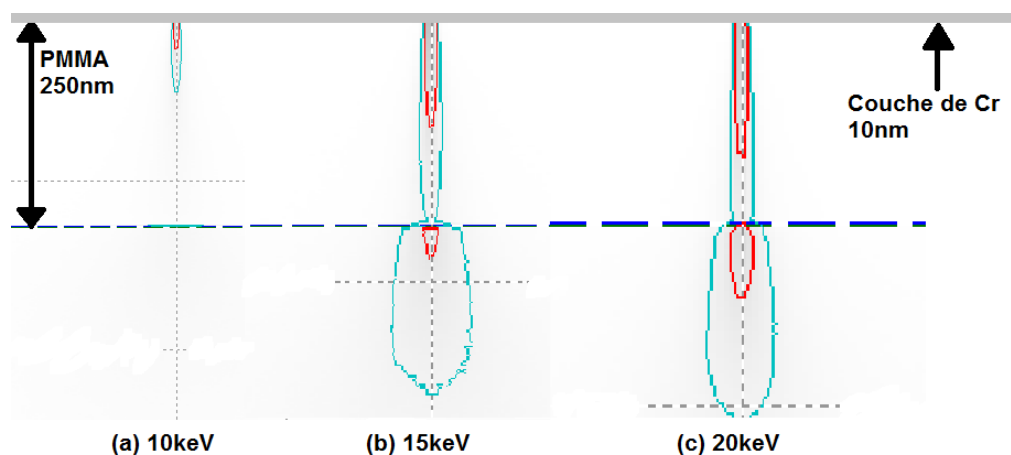 PMMA
250nm
Couche de Cr
10nm
(a) 10keV
(b) 15keV
(c) 20keV